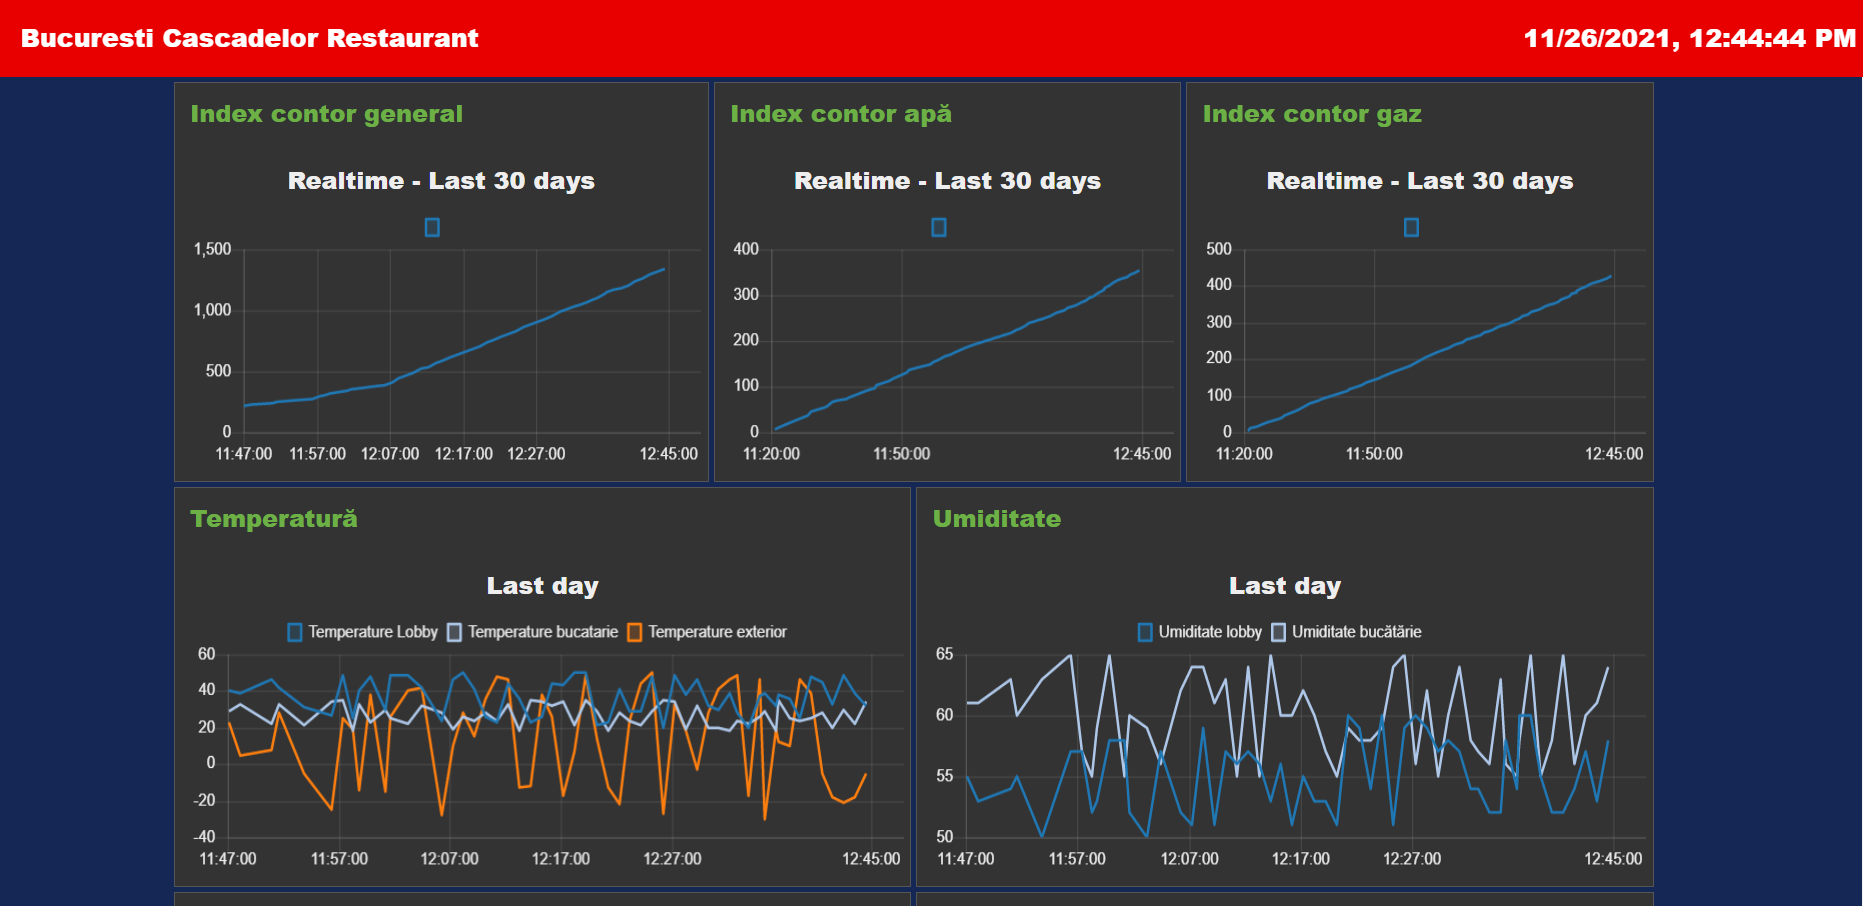 Bucuresti Cascadelor Restaurant
11/26/2021, 12:44:44 PM
Index contor general
Realtime - Last 30 days
1,500
1,000
500
0
11:47:00 11:57:00 12:07:00 12:17:00 12:27:00 12:45:00
Index contor apă
Realtime - Last 30 days
400
300
200
100
0
11:20:00 11:50:00 12:45:00
Index contor gaz
Realtime - Last 30 days
500
400
300
200
100
0
11:20:00 11:50:00 12:45:00
Temperatură
Last day
Temperature Lobby Temperature bucatarie Temperature exterior
60
40
20
0
-20
-40
11:47:00 11:57:00 12:07:00 12:17:00 12:27:00 12:45:00
Umiditate
Last day
Umiditate lobby Umiditate bucătărie
65
60
55
50
11:47:00 11:57:00 12:07:00 12:17:00 12:27:00 12:45:00